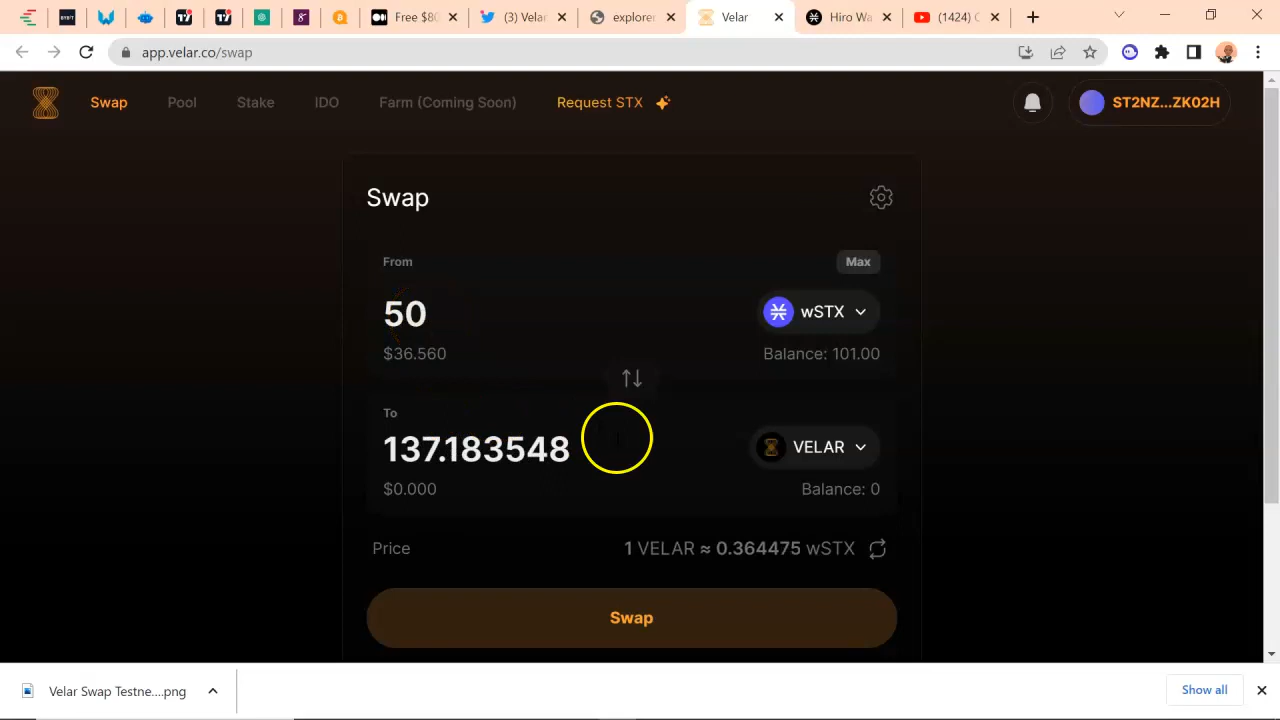 Free $80
(3) Velar
explorer
Velar
Hiro Wa
(1424) C
app.velar.co/swap
Swap
Pool
Stake
IDO
Farm (Coming Soon)
Request STX
ST2NZ...ZK02H
Swap
From
Max
50
wSTX
$36.560
Balance: 101.00
To
137.183548
VELAR
$0.000
Balance: 0
Price
1 VELAR ≈ 0.364475 wSTX
Swap
Velar Swap Testne....png
Show all